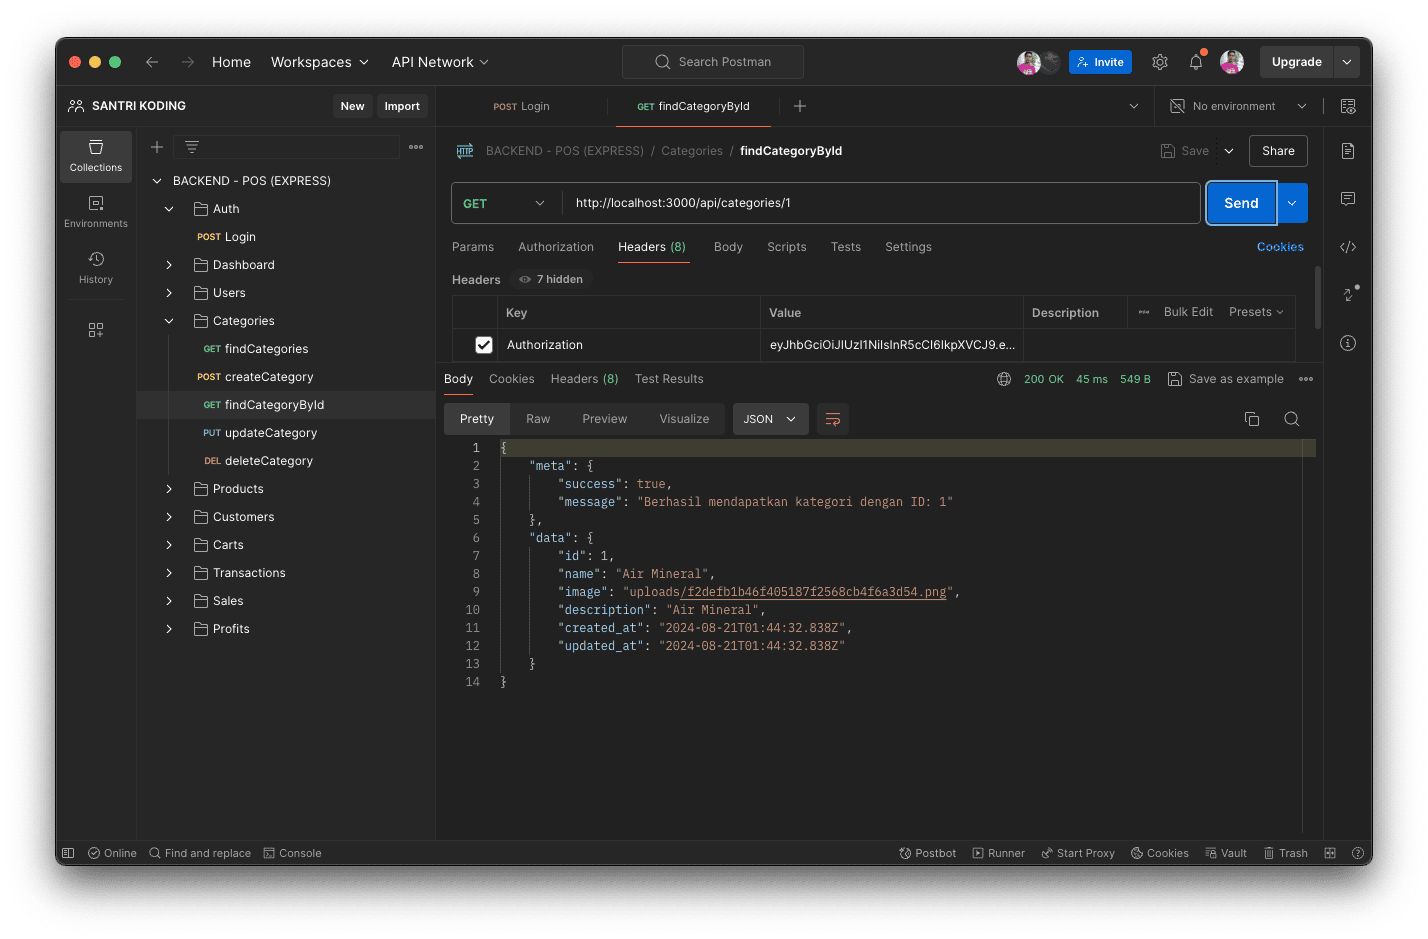 Home Workspaces API Network Search Postman Invite Upgrade
SANTRI KODING New Import POST Login GET findCategoryById No environment
Collections
Environments
History
BACKEND - POS (EXPRESS)
Auth
POST Login
Dashboard
Users
Categories
GET findCategories
POST createCategory
GET findCategoryById
PUT updateCategory
DEL deleteCategory
Products
Customers
Carts
Transactions
Sales
Profits
HTTP BACKEND - POS (EXPRESS) / Categories / findCategoryById Save Share
GET http://localhost:3000/api/categories/1 Send
Params Authorization Headers (8) Body Scripts Tests Settings Cookies
Headers 7 hidden
Key Value Description Bulk Edit Presets
Authorization eyJhbGciOiJIUzI1NiIsInR5cCI6IkpXVCJ9.e...
Body Cookies Headers (8) Test Results 200 OK 45 ms 549 B Save as example
Pretty Raw Preview Visualize JSON
1 {
2 "meta": {
3 "success": true,
4 "message": "Berhasil mendapatkan kategori dengan ID: 1"
5 },
6 "data": {
7 "id": 1,
8 "name": "Air Mineral",
9 "image": "uploads/f2defb1b46f405187f2568cb4f6a3d54.png",
10 "description": "Air Mineral",
11 "created_at": "2024-08-21T01:44:32.838Z",
12 "updated_at": "2024-08-21T01:44:32.838Z"
13 }
14 }
Online Find and replace Console Postbot Runner Start Proxy Cookies Vault Trash